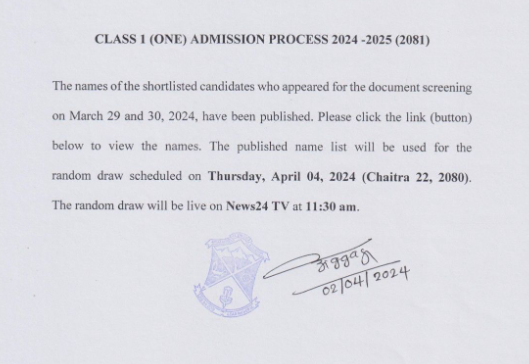 CLASS 1 (ONE) ADMISSION PROCESS 2024 -2025 (2081)
The names of the shortlisted candidates who appeared for the document screening
on March 29 and 30, 2024, have been published. Please click the link (button)
below to view the names. The published name list will be used for the
random draw scheduled on Thursday, April 04, 2024 (Chaitra 22, 2080).
The random draw will be live on News24 TV at 11:30 am.
02/04/2024